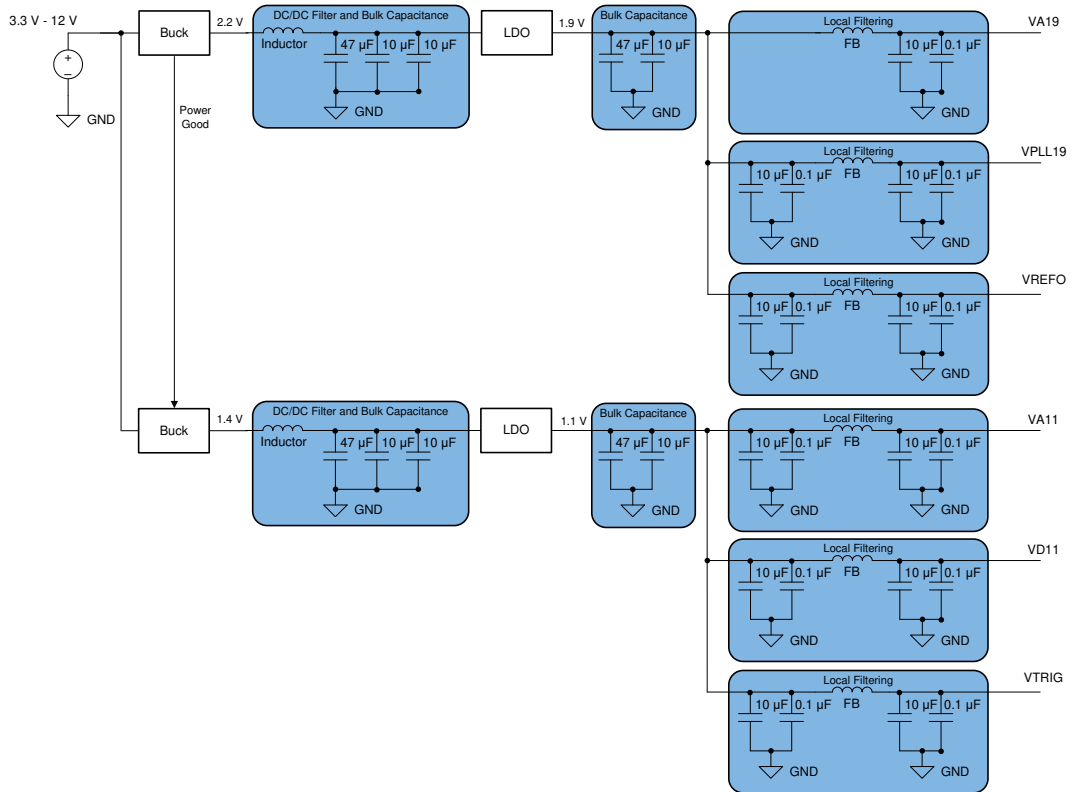 3.3 V - 12 V
Buck
2.2 V
DC/DC Filter and Bulk Capacitance
Inductor
47 µF
10 µF
10 µF
GND
LDO
1.9 V
Bulk Capacitance
47 µF
10 µF
GND
Local Filtering
FB
10 µF
0.1 µF
GND
VA19
GND
Power
Good
Local Filtering
10 µF
0.1 µF
FB
10 µF
0.1 µF
GND
GND
VPLL19
Local Filtering
10 µF
0.1 µF
FB
10 µF
0.1 µF
GND
GND
VREFO
Buck
1.4 V
DC/DC Filter and Bulk Capacitance
Inductor
47 µF
10 µF
10 µF
GND
LDO
1.1 V
Bulk Capacitance
47 µF
10 µF
GND
Local Filtering
10 µF
0.1 µF
FB
10 µF
0.1 µF
GND
GND
VA11
Local Filtering
10 µF
0.1 µF
FB
10 µF
0.1 µF
GND
GND
VD11
Local Filtering
10 µF
0.1 µF
FB
10 µF
0.1 µF
GND
GND
VTRIG